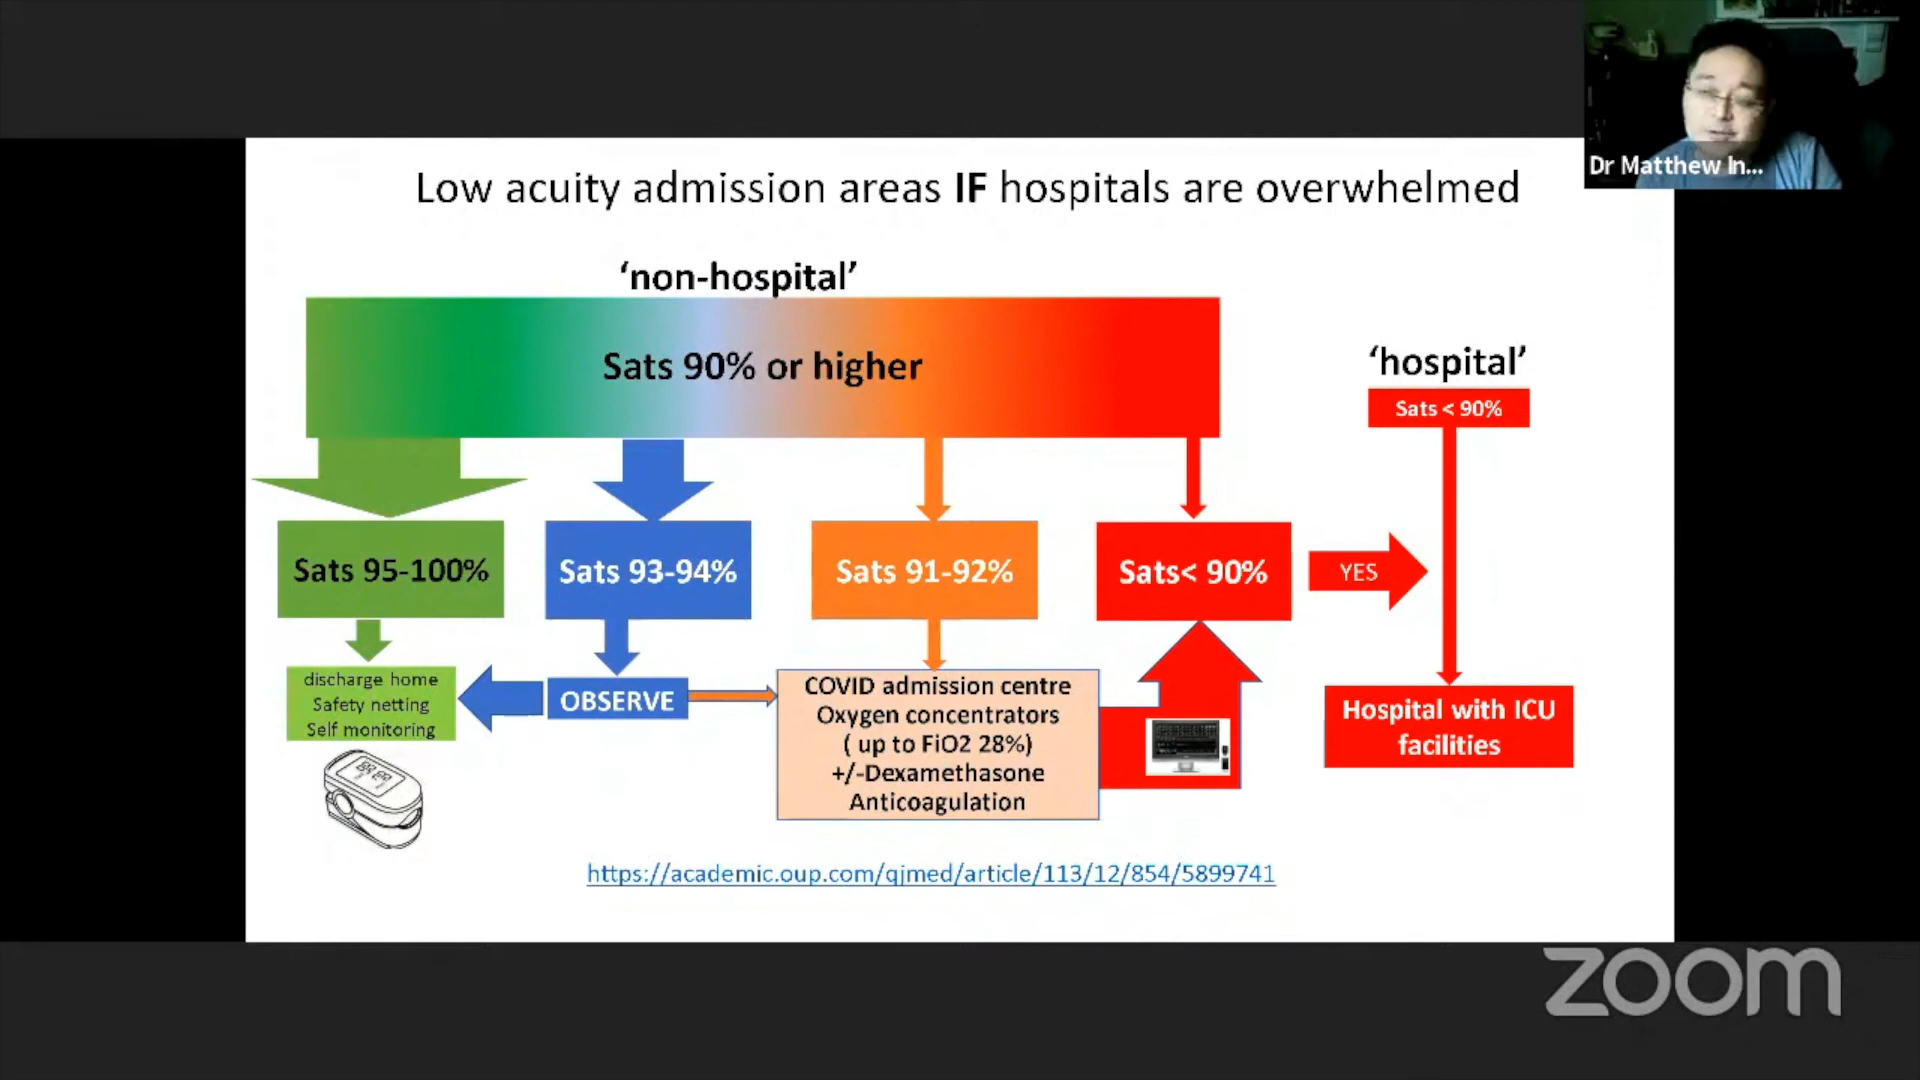 Dr Matthew In...
Low acuity admission areas IF hospitals are overwhelmed
‘non-hospital’
Sats 90% or higher
‘hospital’
Sats < 90%
Sats 95-100%
Sats 93-94%
Sats 91-92%
Sats< 90%
YES
discharge home
Safety netting
Self monitoring
OBSERVE
COVID admission centre
Oxygen concentrators
( up to FiO2 28%)
+/-Dexamethasone
Anticoagulation
Hospital with ICU
facilities
https://academic.oup.com/qjmed/article/113/12/854/5899741
zoom